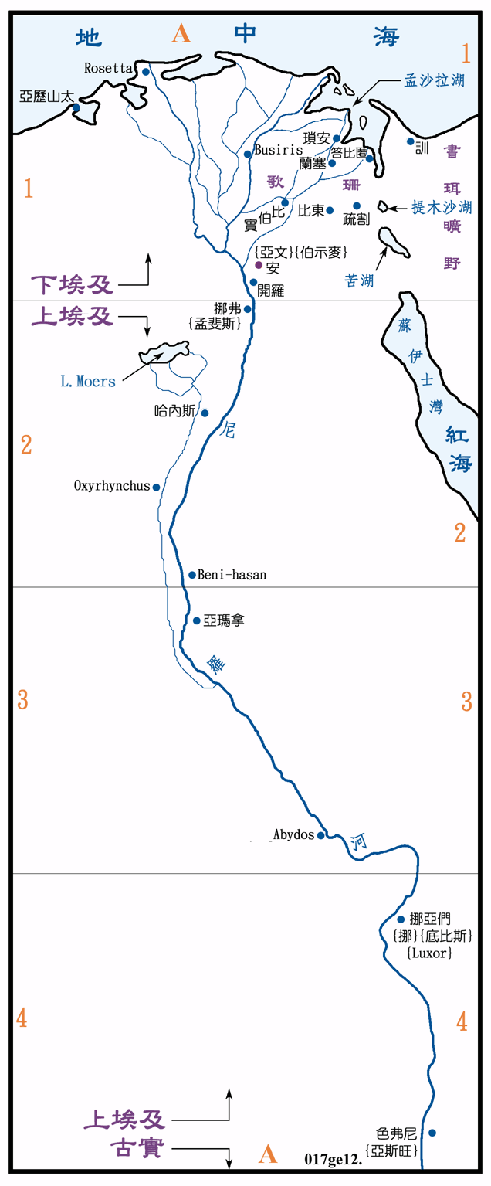 地 A 中 海
1
Rosetta
亞歷山太
孟沙拉湖
瑣安
訓
書珥曠野
Busiris
蘭塞
答比匿
1
歌 珊
實伯比
比東
疏割
提木沙湖
{亞文}{伯示麥}
安
苦湖
下埃及
開羅
上埃及
挪弗
{孟斐斯}
蘇伊士灣
L. Moers
哈內斯
尼
紅海
2
Oxyrhynchus
2
Beni-hasan
亞瑪拿
羅
3
3
Abydos
河
挪亞們
{挪}{底比斯}
{Luxor}
4
4
上埃及
古實
色弗尼
{亞斯旺}
A
017ge12.